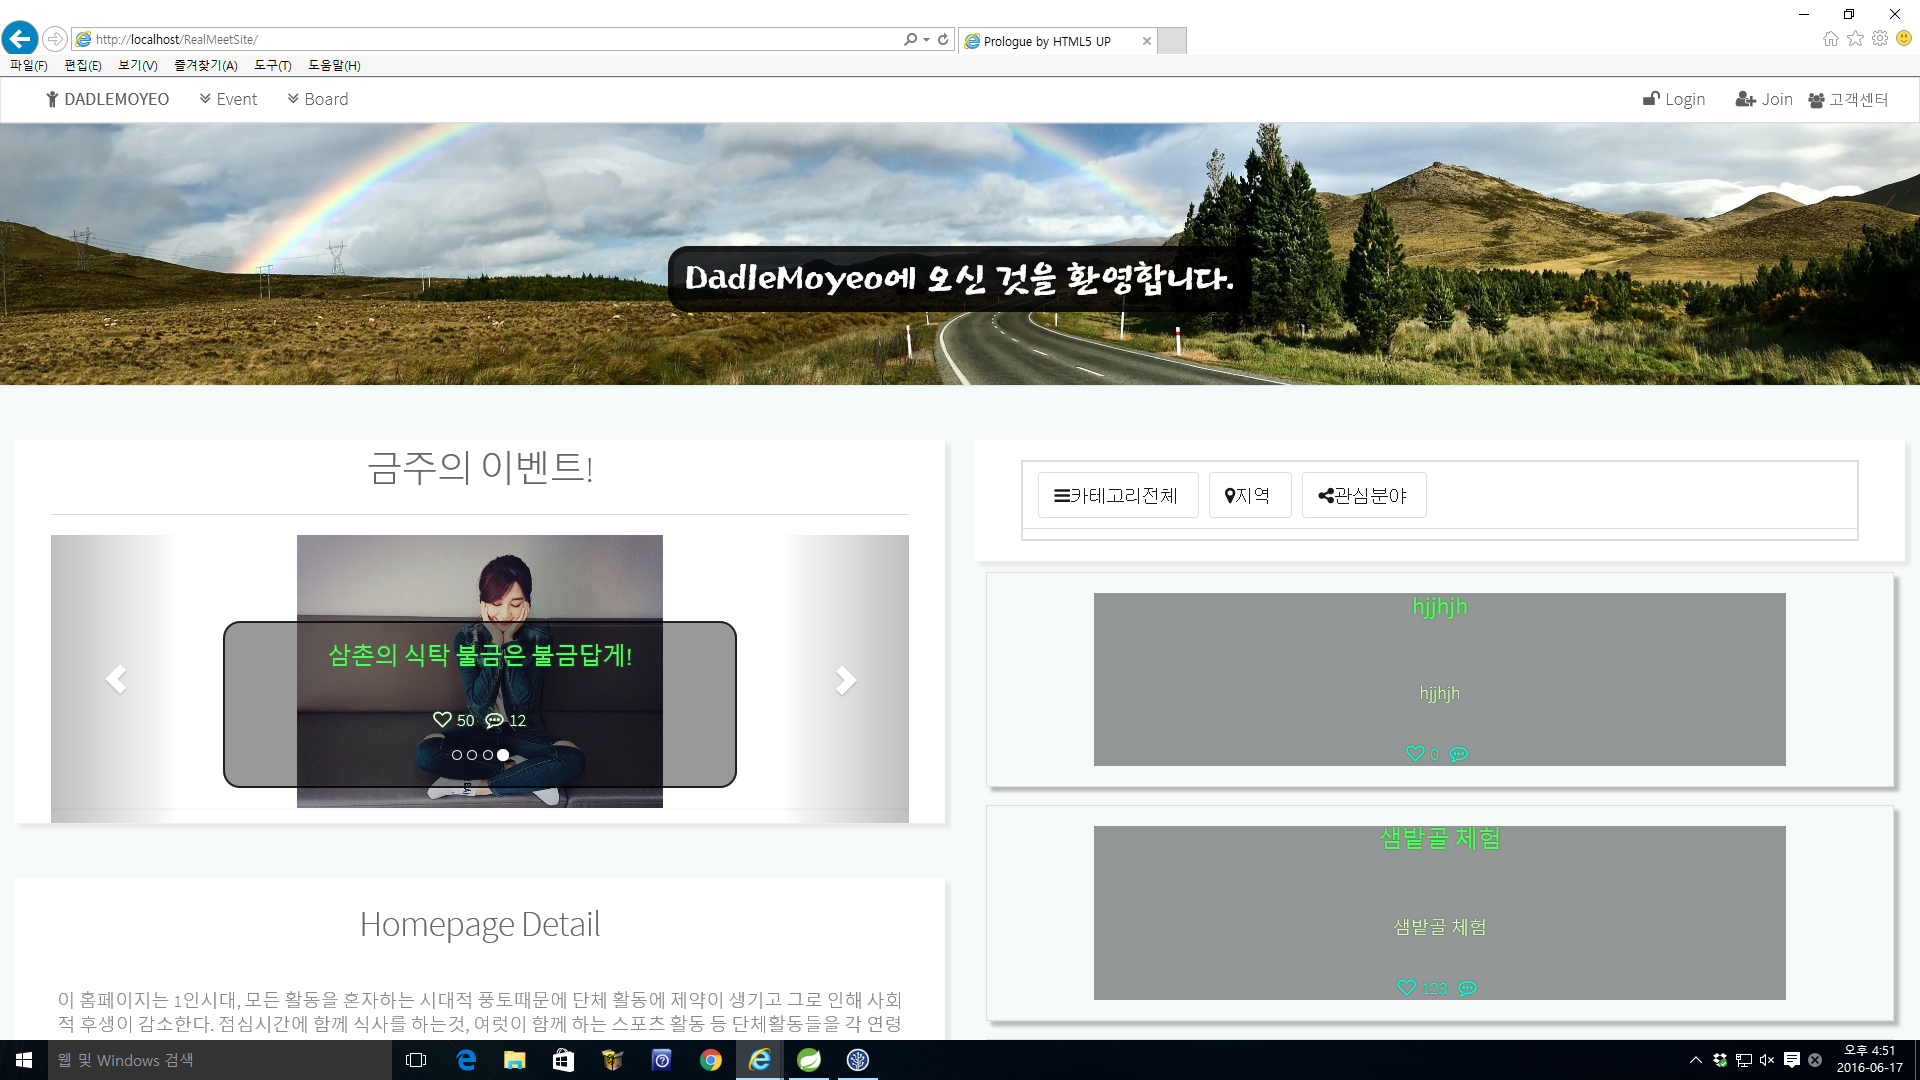 http://localhost/RealMeetSite/
Prologue by HTML5 UP
파일(F) 편집(E) 보기(V) 즐겨찾기(A) 도구(T) 도움말(H)
DADLEMOYEO Event Board Login Join 고객센터
DadleMoyeo에 오신 것을 환영합니다.
금주의 이벤트!
삼촌의 식탁 불금은 불금답게!
50 12
Homepage Detail
이 홈페이지는 1인시대, 모든 활동을 혼자하는 시대적 풍토때문에 단체 활동에 제약이 생기고 그로 인해 사회
적 후생이 감소한다. 점심시간에 함께 식사를 하는것, 여럿이 함께 하는 스포츠 활동 등 단체활동들을 각 연령
카테고리전체 지역 관심분야
hjjhjh
hjjhjh
0
샘밭골 체험
샘밭골 체험
123
웹 및 Windows 검색
오후 4:51
2016-06-17